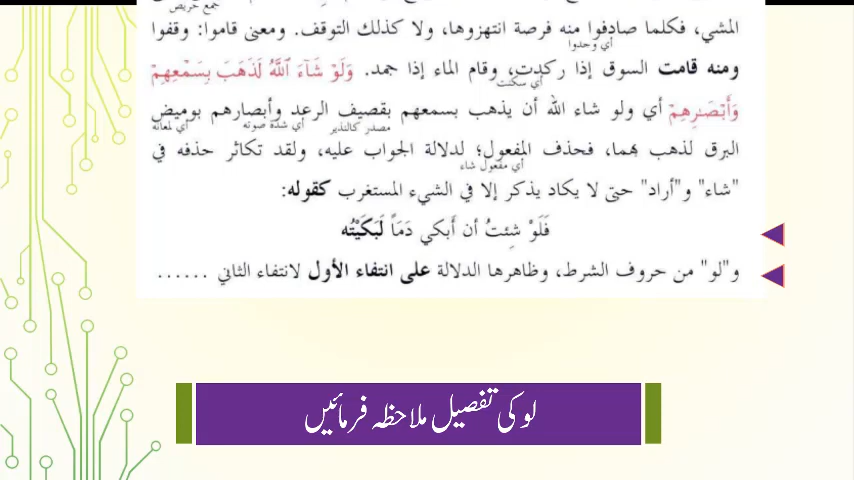 جمع حريص
المشي، فكلما صادفوا منه فرصة انتهزوها، ولا كذلك التوقف. ومعنى قاموا: وقفوا
أي وجدوا
ومنه قامت السوق إذا ركدت، وقام الماء إذا جمد. وَلَوْ شَآءَ ٱللَّهُ لَذَهَبَ بِسَمْعِهِمْ
أي سكنت
وَأَبْصَـٰرِهِمْ أي ولو شاء الله أن يذهب بسمعهم بقصيف الرعد وأبصارهم بوميض
مصدر كالنذير أي شدة صوته أي لمعانه
البرق لذهب بهما، فحذف المفعول؛ لدلالة الجواب عليه، ولقد تكاثر حذفه في
أي مفعول شاء
"شاء" و"أراد" حتى لا يكاد يذكر إلا في الشيء المستغرب كقوله:
فَلَوْ شِئتُ أن أَبكي دَمَاً لَبَكَيْتُه
و"لو" من حروف الشرط، وظاهرها الدلالة على انتفاء الأول لانتفاء الثاني ......
لو کی تفصیل ملاحظہ فرمائیں